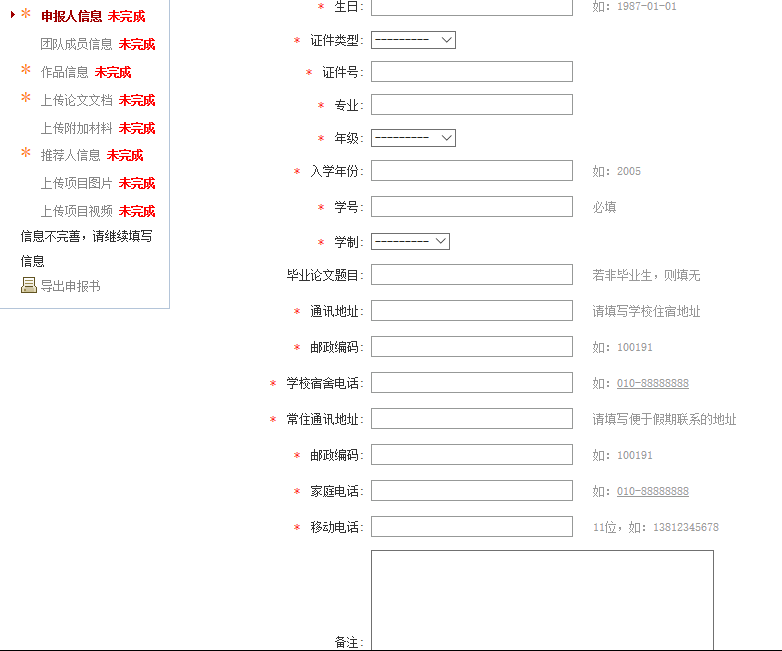 * 申报人信息 未完成
团队成员信息 未完成
* 作品信息 未完成
* 上传论文文档 未完成
上传附加材料 未完成
* 推荐人信息 未完成
上传项目图片 未完成
上传项目视频 未完成
信息不完善，请继续填写
信息
导出申报书
* 生日: 如: 1987-01-01
* 证件类型: ---------
* 证件号:
* 专业:
* 年级: ---------
* 入学年份: 如: 2005
* 学号: 必填
* 学制: ---------
毕业论文题目: 若非毕业生，则填无
* 通讯地址: 请填写学校住宿地址
* 邮政编码: 如: 100191
* 学校宿舍电话: 如: 010-88888888
* 常住通讯地址: 请填写便于假期联系的地址
* 邮政编码: 如: 100191
* 家庭电话: 如: 010-88888888
* 移动电话: 11位，如: 13812345678
备注: